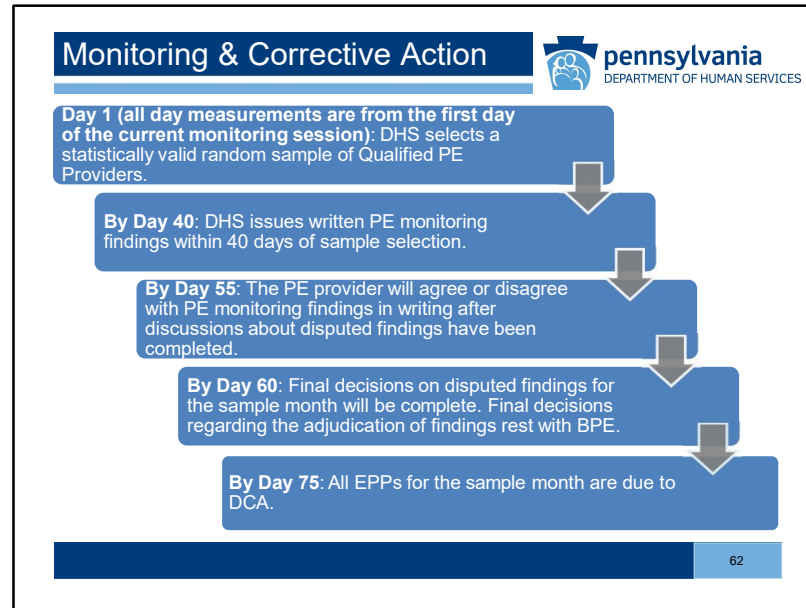 Monitoring & Corrective Action
pennsylvania
DEPARTMENT OF HUMAN SERVICES
Day 1 (all day measurements are from the first day
of the current monitoring session): DHS selects a
statistically valid random sample of Qualified PE
Providers.
By Day 40: DHS issues written PE monitoring
findings within 40 days of sample selection.
By Day 55: The PE provider will agree or disagree
with PE monitoring findings in writing after
discussions about disputed findings have been
completed.
By Day 60: Final decisions on disputed findings for
the sample month will be complete. Final decisions
regarding the adjudication of findings rest with BPE.
By Day 75: All EPPs for the sample month are due to
DCA.
62